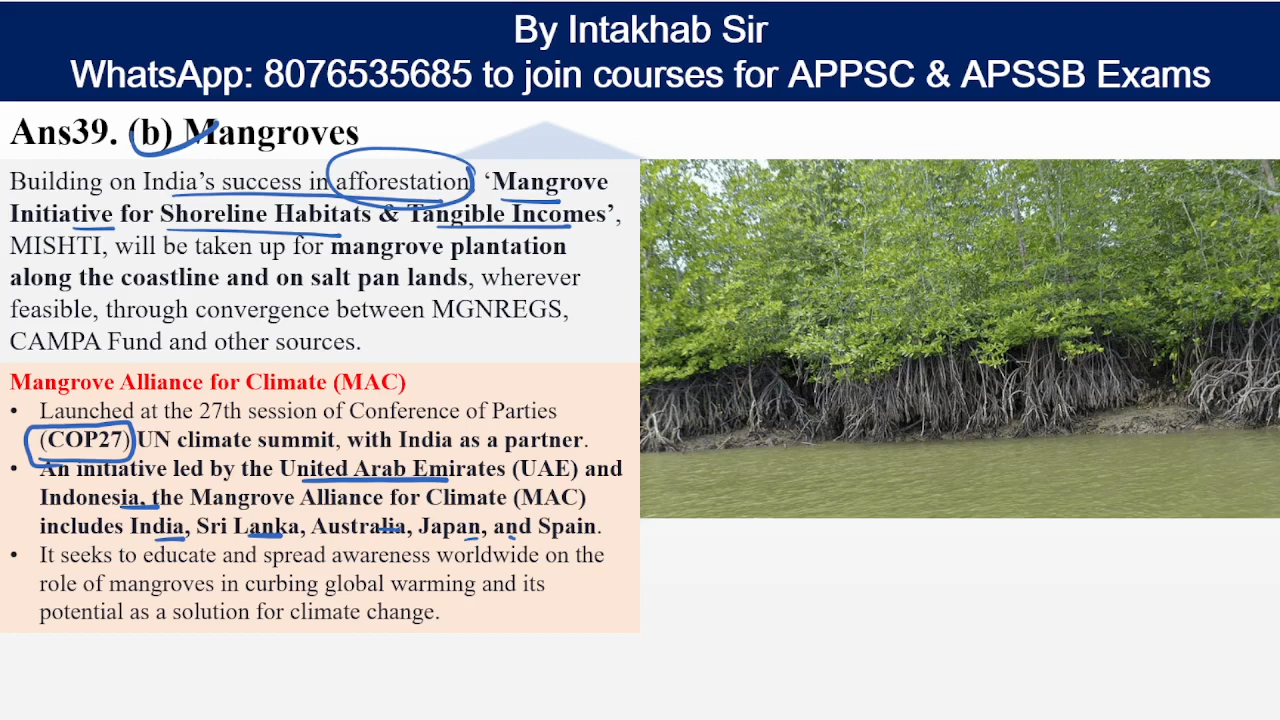 By Intakhab Sir
WhatsApp: 8076535685 to join courses for APPSC & APSSB Exams
Ans39. (b) Mangroves
Building on India's success in afforestation, ‘Mangrove
Initiative for Shoreline Habitats & Tangible Incomes’,
MISHTI, will be taken up for mangrove plantation
along the coastline and on salt pan lands, wherever
feasible, through convergence between MGNREGS,
CAMPA Fund and other sources.
Mangrove Alliance for Climate (MAC)
• Launched at the 27th session of Conference of Parties
(COP27) UN climate summit, with India as a partner.
• An initiative led by the United Arab Emirates (UAE) and
Indonesia, the Mangrove Alliance for Climate (MAC)
includes India, Sri Lanka, Australia, Japan, and Spain.
• It seeks to educate and spread awareness worldwide on the
role of mangroves in curbing global warming and its
potential as a solution for climate change.